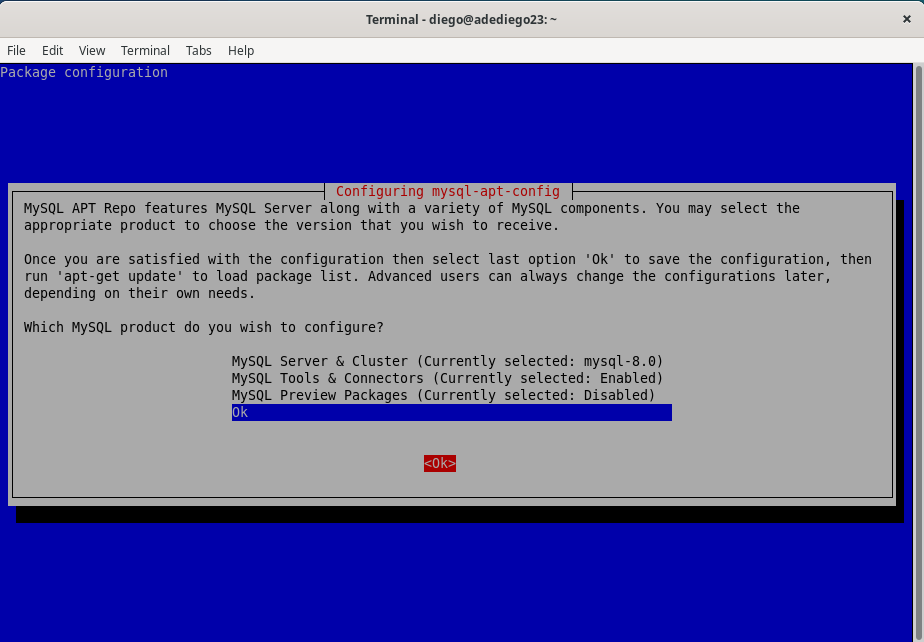 Terminal - diego@adediego23: ~
File Edit View Terminal Tabs Help
Package configuration
Configuring mysql-apt-config
MySQL APT Repo features MySQL Server along with a variety of MySQL components. You may select the
appropriate product to choose the version that you wish to receive.
Once you are satisfied with the configuration then select last option 'Ok' to save the configuration, then
run 'apt-get update' to load package list. Advanced users can always change the configurations later,
depending on their own needs.
Which MySQL product do you wish to configure?
MySQL Server & Cluster (Currently selected: mysql-8.0)
MySQL Tools & Connectors (Currently selected: Enabled)
MySQL Preview Packages (Currently selected: Disabled)
Ok
<Ok>